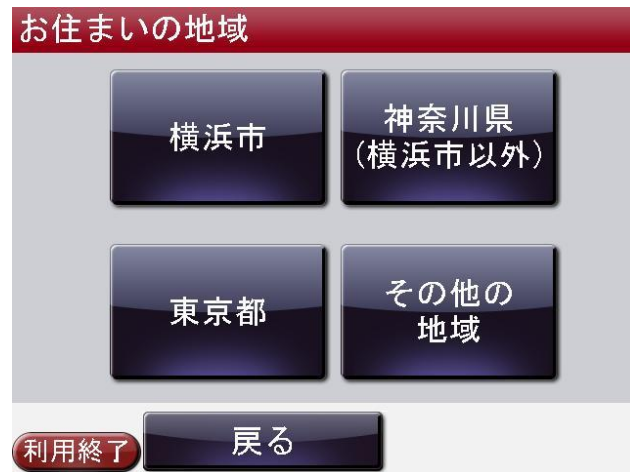 お住まいの地域
横浜市
神奈川県
(横浜市以外)
東京都
その他の
地域
利用終了
戻る